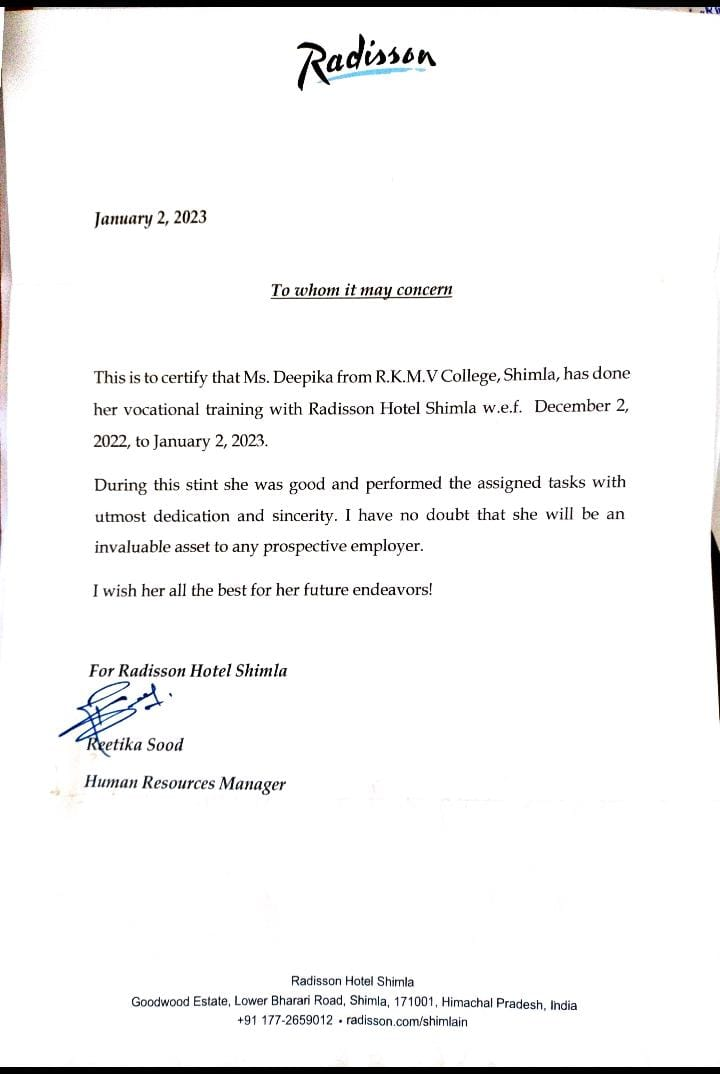 Radisson
January 2, 2023
To whom it may concern
This is to certify that Ms. Deepika from R.K.M.V College, Shimla, has done
her vocational training with Radisson Hotel Shimla w.e.f. December 2,
2022, to January 2, 2023.
During this stint she was good and performed the assigned tasks with
utmost dedication and sincerity. I have no doubt that she will be an
invaluable asset to any prospective employer.
I wish her all the best for her future endeavors!
For Radisson Hotel Shimla
Reetika Sood
Human Resources Manager
Radisson Hotel Shimla
Goodwood Estate, Lower Bharari Road, Shimla, 171001, Himachal Pradesh, India
+91 177-2659012 • radisson.com/shimlain